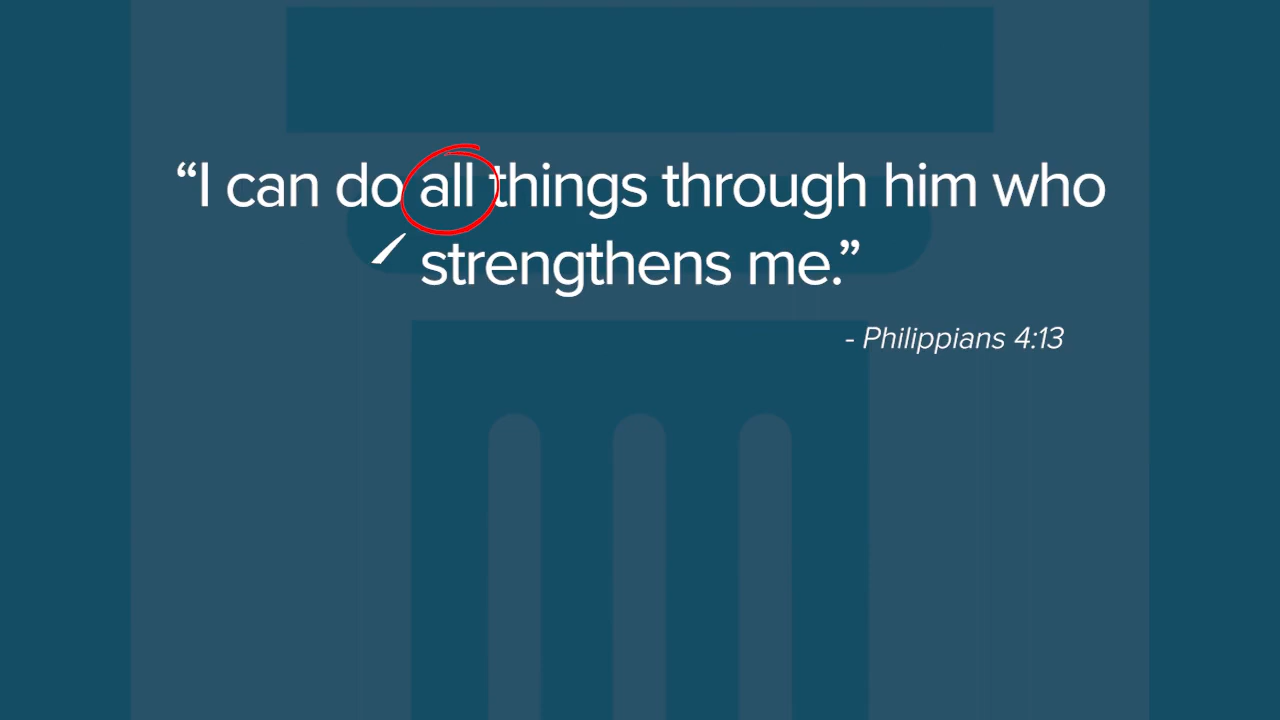 “I can do all things through him who
strengthens me.”
- Philippians 4:13